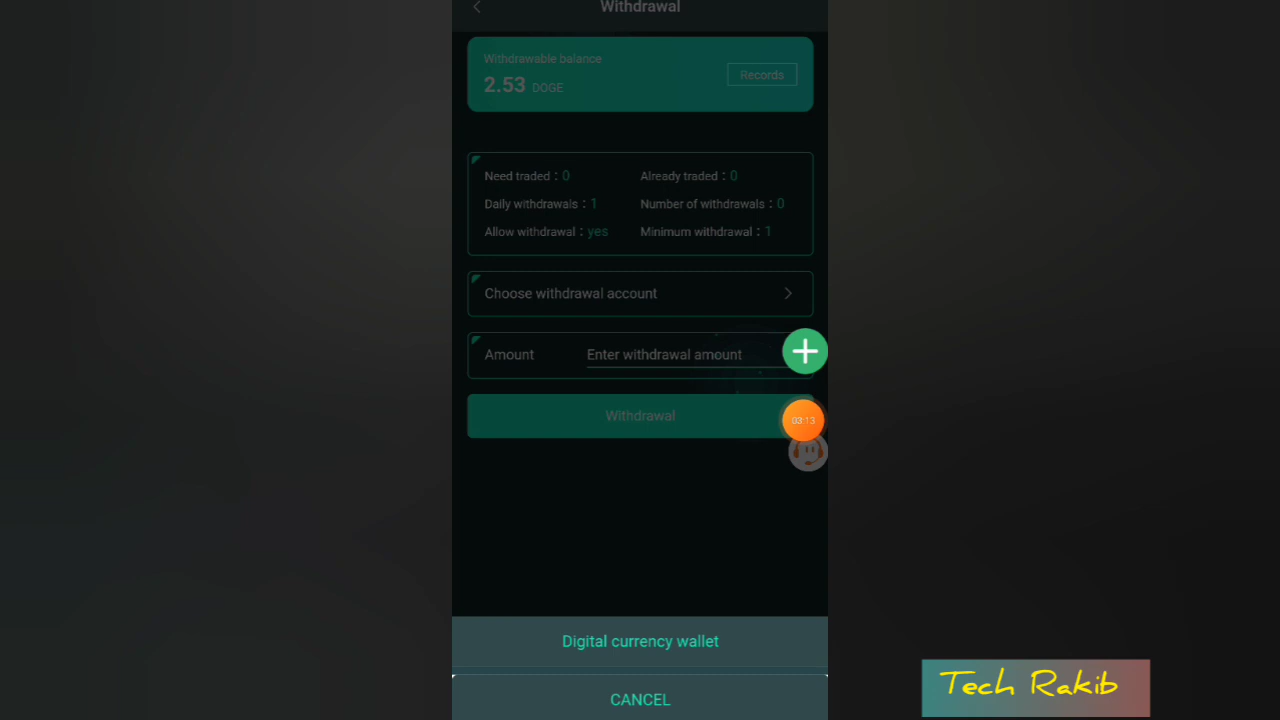 Withdrawal
Withdrawable balance
2.53 DOGE
Records
Need traded：0
Already traded：0
Daily withdrawals：1
Number of withdrawals：0
Allow withdrawal：yes
Minimum withdrawal：1
Choose withdrawal account
Amount
Enter withdrawal amount
Withdrawal
03:13
Digital currency wallet
CANCEL
Tech Rakib